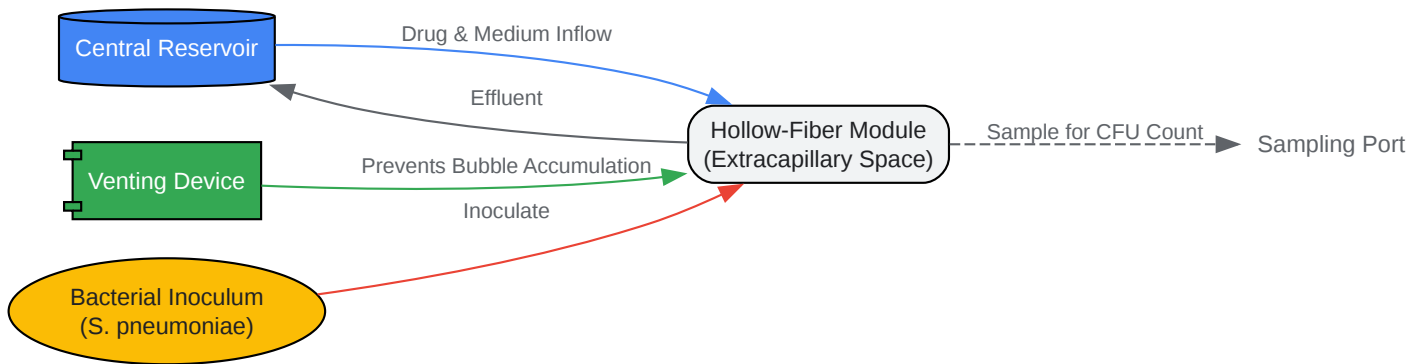 Central Reservoir
Drug & Medium Inflow
Effluent
Hollow-Fiber Module
(Extracapillary Space)
Sample for CFU Count
Sampling Port
Venting Device
Prevents Bubble Accumulation
Inoculate
Bacterial Inoculum
(S. pneumoniae)